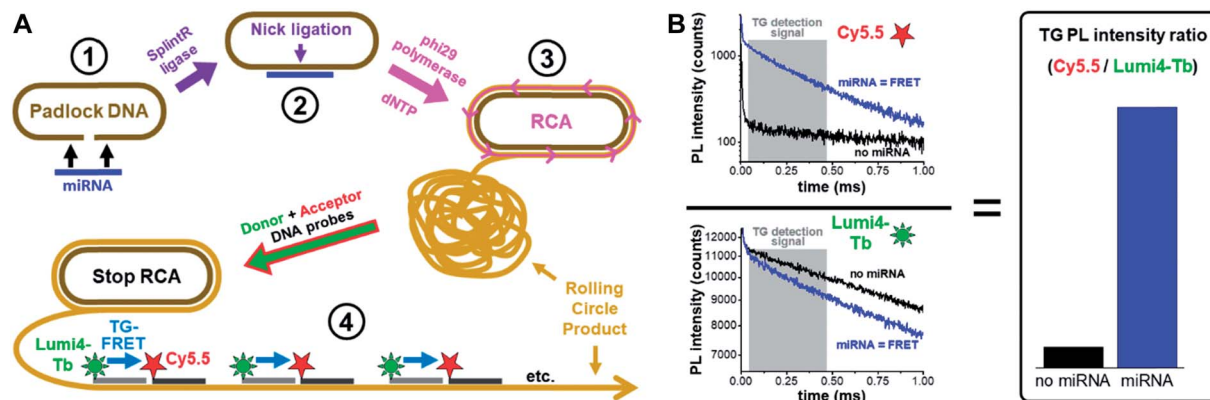 A
1
Padlock DNA
miRNA
SplintR
ligase
Nick ligation
2
phi29
polymerase
dNTP
3
RCA
Donor + Acceptor
DNA probes
Stop RCA
Rolling
Circle
Product
4
Lumi4-
Tb
TG-
FRET
Cy5.5
etc.
B
PL intensity (counts)
1000
100
TG detection
signal
Cy5.5
miRNA = FRET
no miRNA
0.00 0.25 0.50 0.75 1.00
time (ms)
PL intensity (counts)
12000
11000
10000
9000
8000
7000
TG detection
signal
Lumi4-
Tb
no miRNA
miRNA = FRET
0.00 0.25 0.50 0.75 1.00
time (ms)
=
TG PL intensity ratio
(Cy5.5 / Lumi4-Tb)
no miRNA miRNA